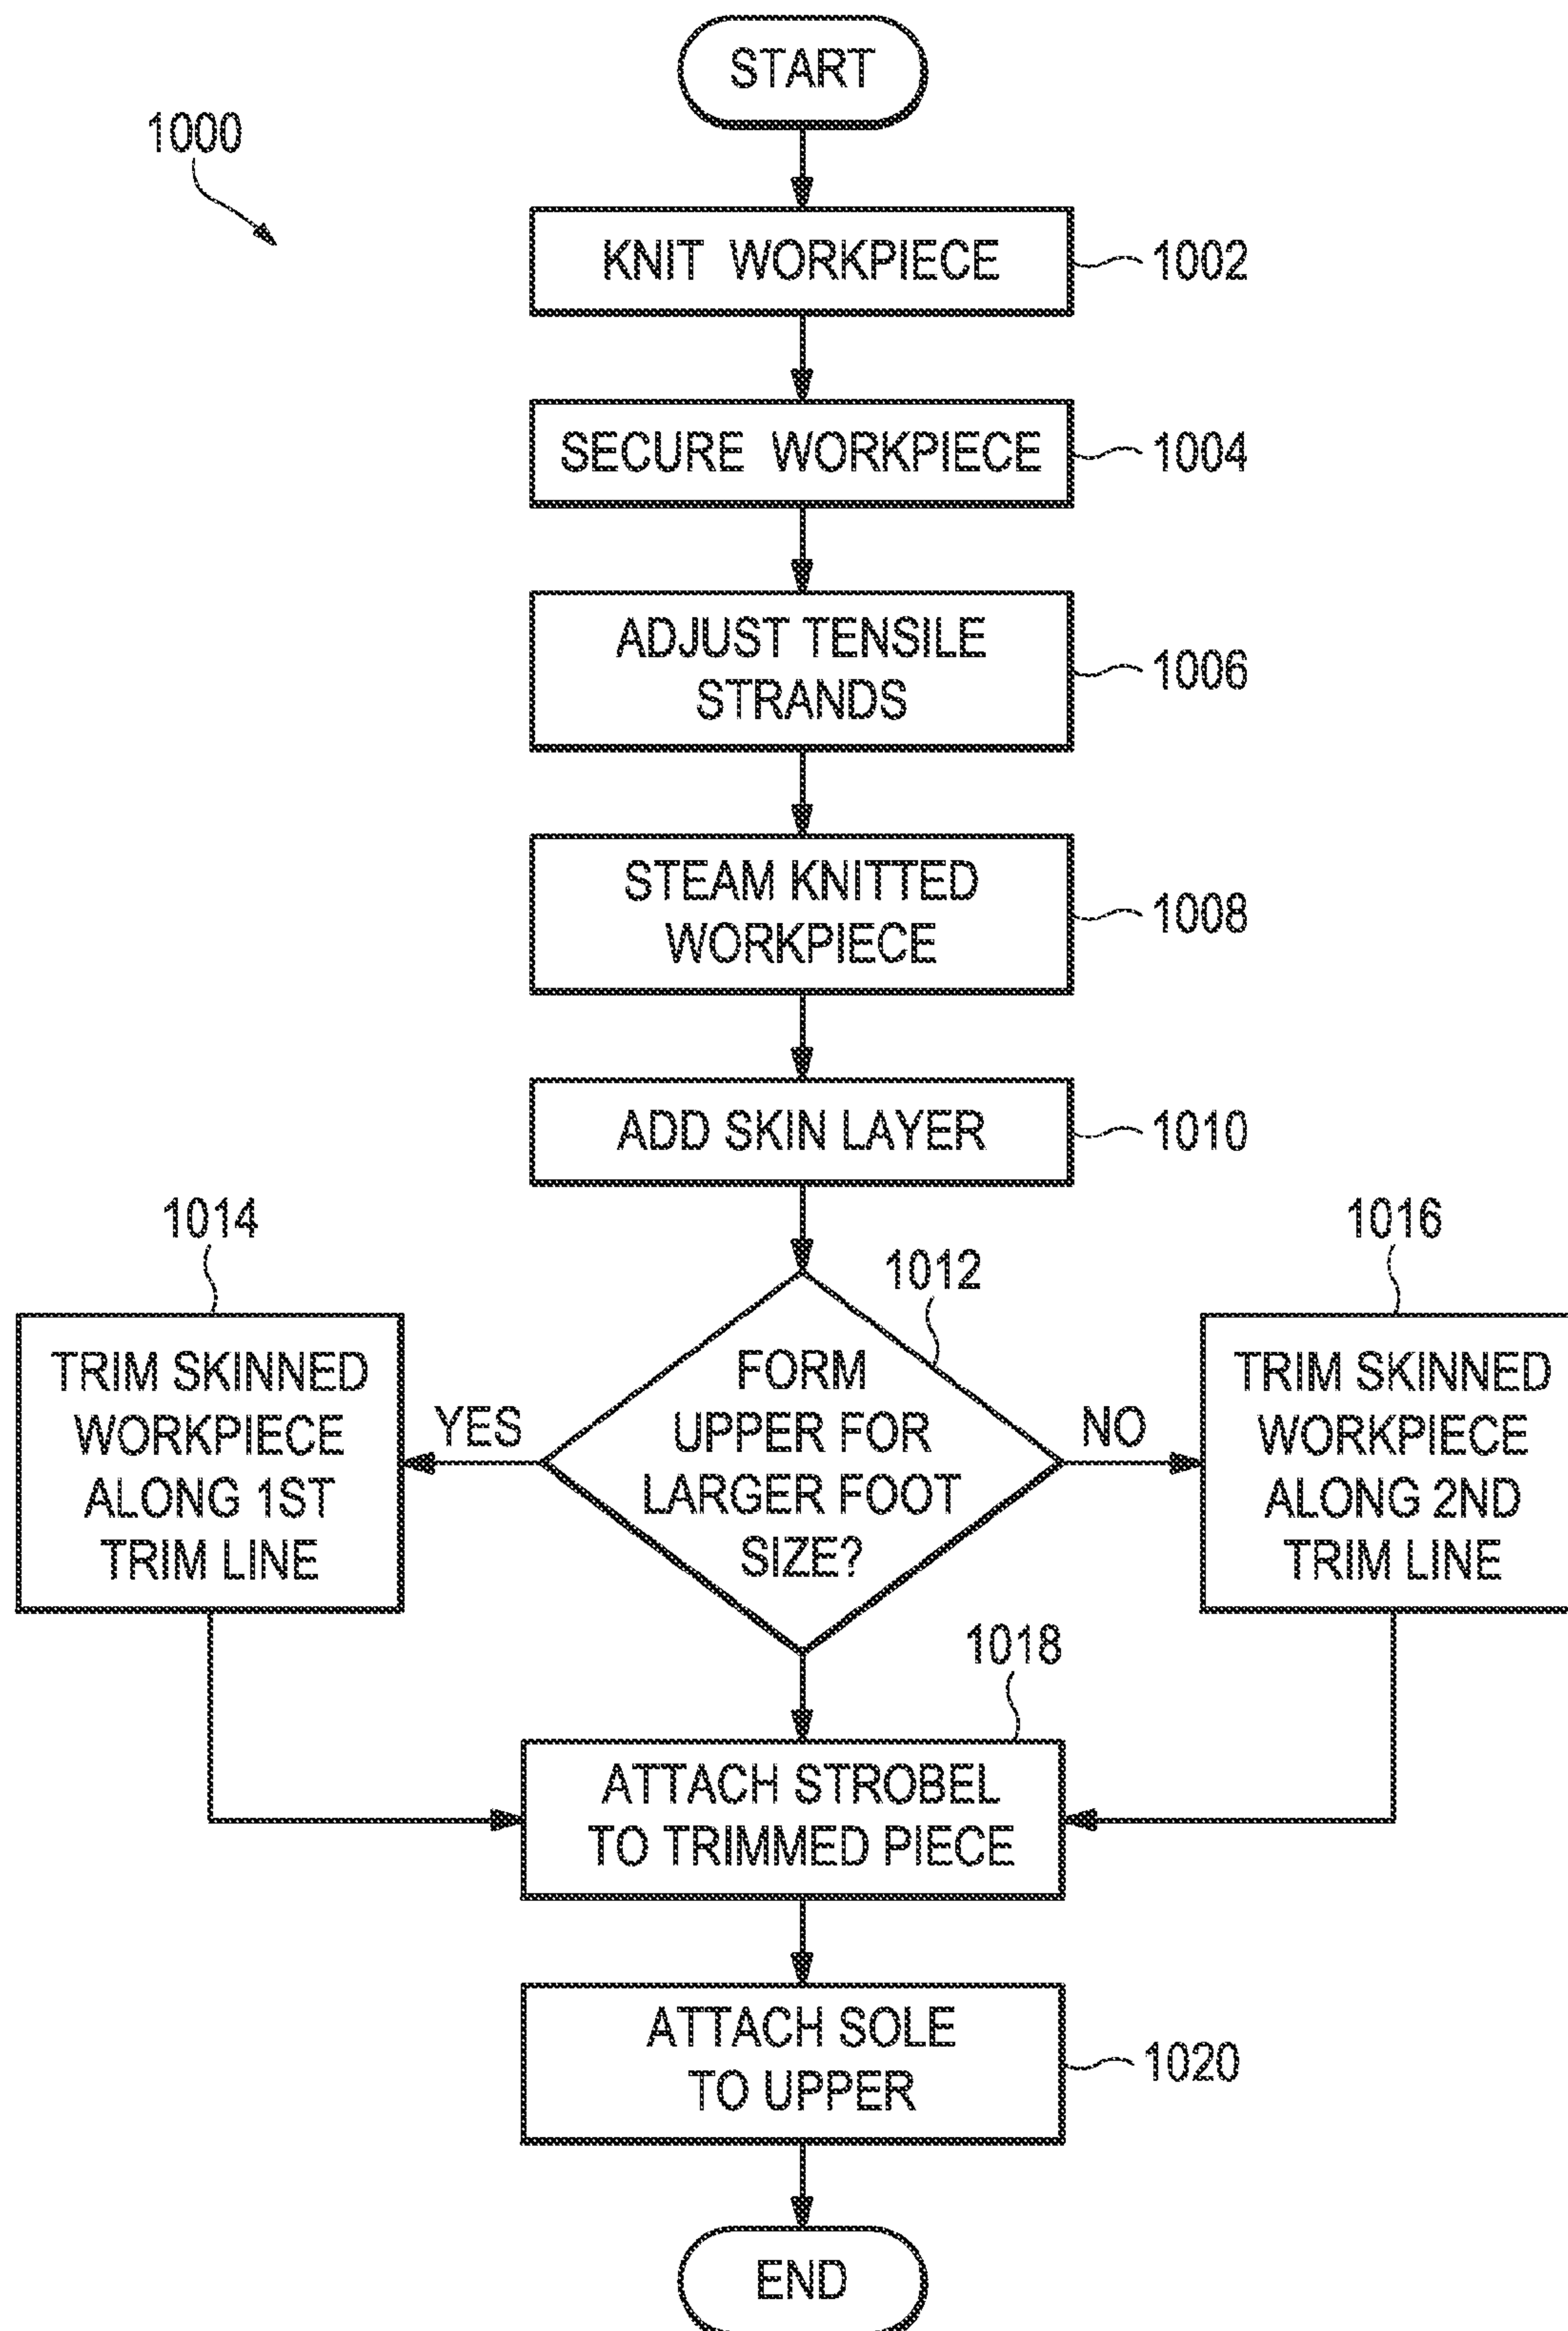 START
1000
KNIT WORKPIECE
1002
SECURE WORKPIECE
1004
ADJUST TENSILE
STRANDS
1006
STEAM KNITTED
WORKPIECE
1008
ADD SKIN LAYER
1010
1014
1012
1016
TRIM SKINNED
WORKPIECE
ALONG 1ST
TRIM LINE
YES
FORM
UPPER FOR
LARGER FOOT
SIZE?
NO
TRIM SKINNED
WORKPIECE
ALONG 2ND
TRIM LINE
1018
ATTACH STROBEL
TO TRIMMED PIECE
ATTACH SOLE
TO UPPER
1020
END